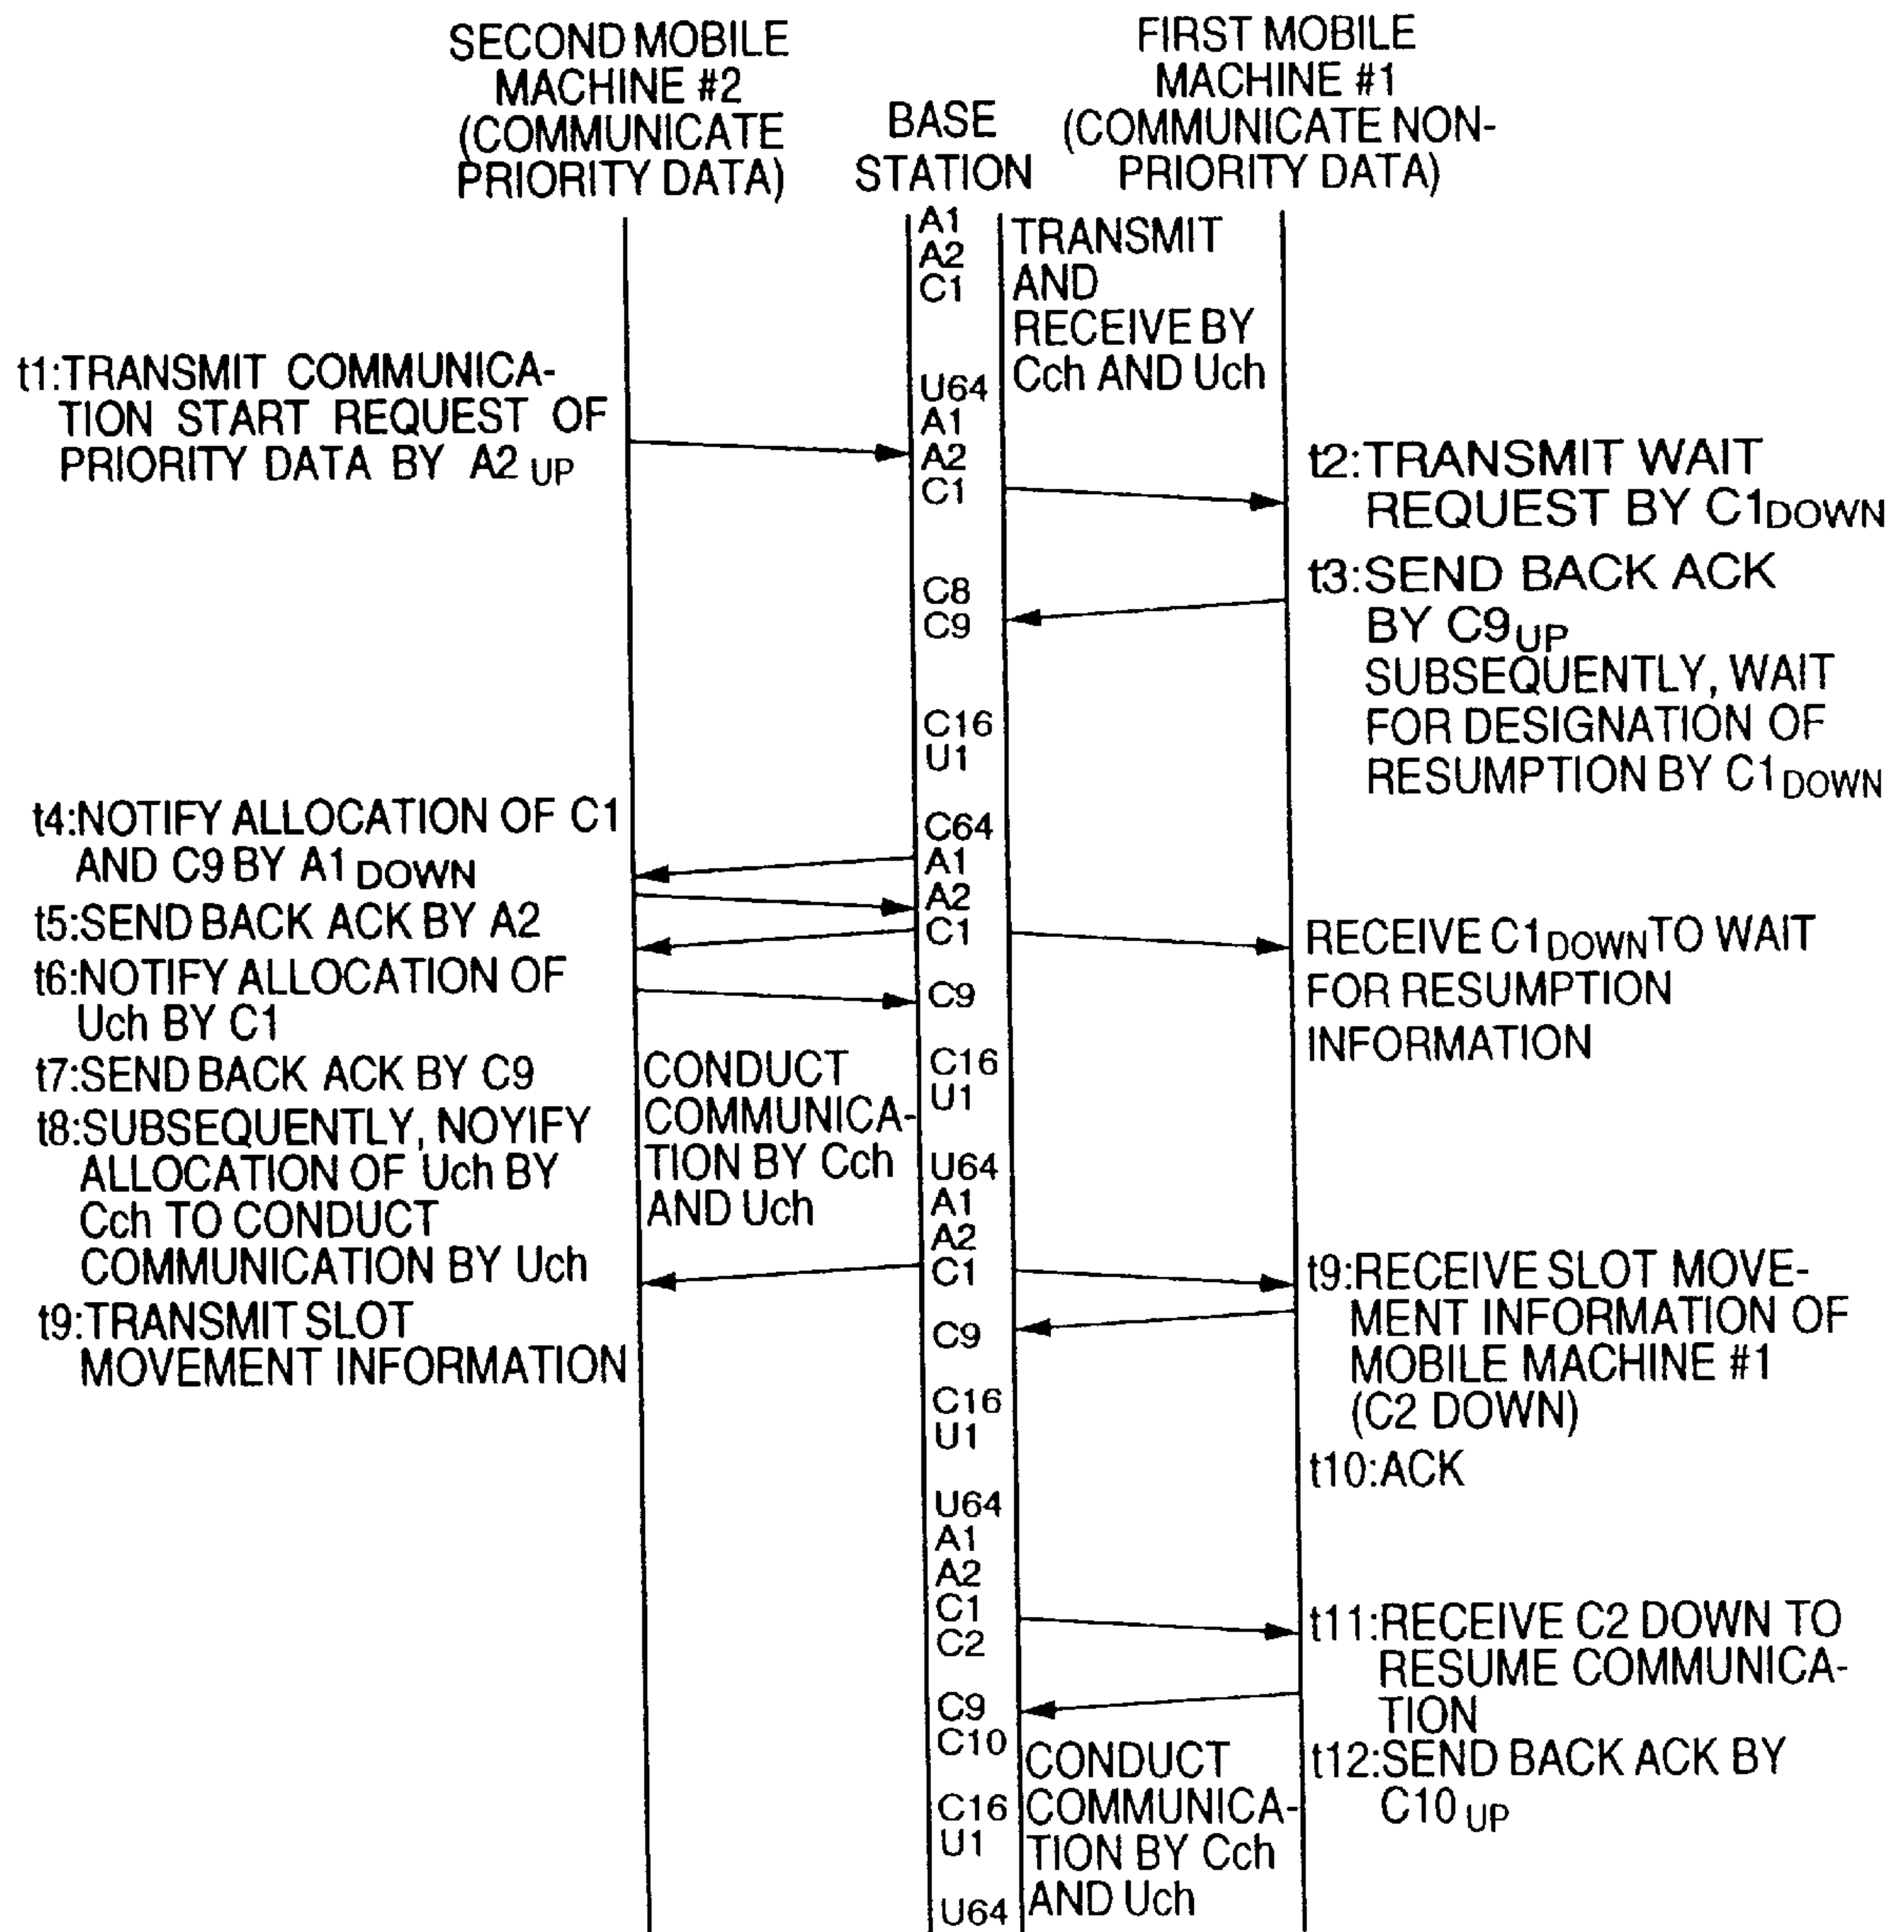 SECOND MOBILE
MACHINE #2
(COMMUNICATE
PRIORITY DATA)
BASE
STATION
FIRST MOBILE
MACHINE #1
(COMMUNICATE NON-
PRIORITY DATA)
A1
A2
C1
TRANSMIT
AND
RECEIVE BY
Cch AND Uch
U64
A1
A2
C1
t1:TRANSMIT COMMUNICA-
TION START REQUEST OF
PRIORITY DATA BY A2 UP
t2:TRANSMIT WAIT
REQUEST BY C1DOWN
C8
C9
t3:SEND BACK ACK
BY C9UP
SUBSEQUENTLY, WAIT
FOR DESIGNATION OF
RESUMPTION BY C1DOWN
C16
U1
C64
A1
A2
C1
C9
t4:NOTIFY ALLOCATION OF C1
AND C9 BY A1 DOWN
t5:SEND BACK ACK BY A2
t6:NOTIFY ALLOCATION OF
Uch BY C1
t7:SEND BACK ACK BY C9
t8:SUBSEQUENTLY, NOYIFY
ALLOCATION OF Uch BY
Cch TO CONDUCT
COMMUNICATION BY Uch
t9:TRANSMIT SLOT
MOVEMENT INFORMATION
RECEIVE C1DOWN TO WAIT
FOR RESUMPTION
INFORMATION
CONDUCT
COMMUNICA-
TION BY Cch
AND Uch
C16
U1
U64
A1
A2
C1
C9
C16
U1
t9:RECEIVE SLOT MOVE-
MENT INFORMATION OF
MOBILE MACHINE #1
(C2 DOWN)
t10:ACK
U64
A1
A2
C1
C2
C9
C10
t11:RECEIVE C2 DOWN TO
RESUME COMMUNICA-
TION
t12:SEND BACK ACK BY
C10 UP
CONDUCT
COMMUNICA-
TION BY Cch
AND Uch
C16
U1
U64